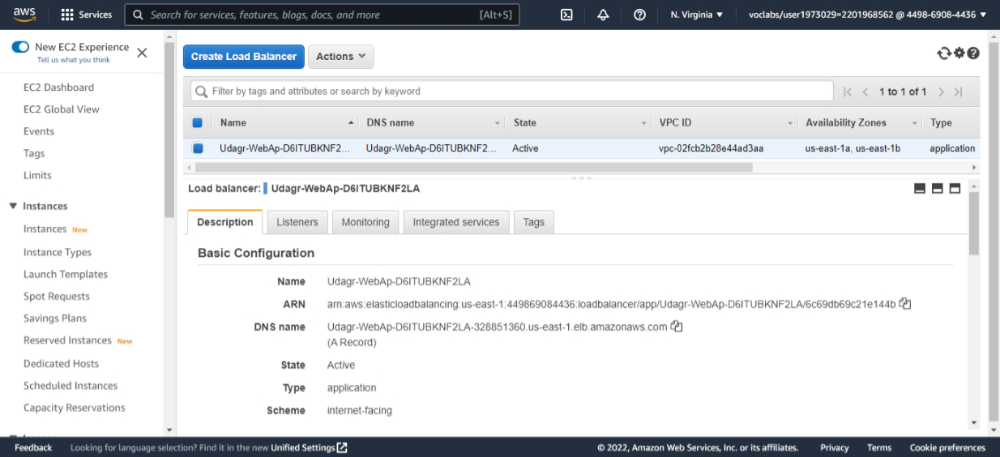 aws
Services
Search for services, features, blogs, docs, and more
[Alt+S]
N. Virginia
voclabs/user1973029=2201968562 @ 4498-6908-4436
New EC2 Experience
Tell us what you think
EC2 Dashboard
EC2 Global View
Events
Tags
Limits
Instances
Instances New
Instance Types
Launch Templates
Spot Requests
Savings Plans
Reserved Instances New
Dedicated Hosts
Scheduled Instances
Capacity Reservations
Create Load Balancer
Actions
Filter by tags and attributes or search by keyword
1 to 1 of 1
Name DNS name State VPC ID Availability Zones Type
Udagr-WebAp-D6ITUBKNF2... Udagr-WebAp-D6ITUBKNF2... Active vpc-02fcb2b28e44ad3aa us-east-1a, us-east-1b application
Load balancer: Udagr-WebAp-D6ITUBKNF2LA
Description Listeners Monitoring Integrated services Tags
Basic Configuration
Name Udagr-WebAp-D6ITUBKNF2LA
ARN arn:aws:elasticloadbalancing:us-east-1:449869084436:loadbalancer/app/Udagr-WebAp-D6ITUBKNF2LA/6c69db69c21e144b
DNS name Udagr-WebAp-D6ITUBKNF2LA-328851360.us-east-1.elb.amazonaws.com
(A Record)
State Active
Type application
Scheme internet-facing
Feedback
Looking for language selection? Find it in the new Unified Settings
© 2022, Amazon Web Services, Inc. or its affiliates.
Privacy
Terms
Cookie preferences